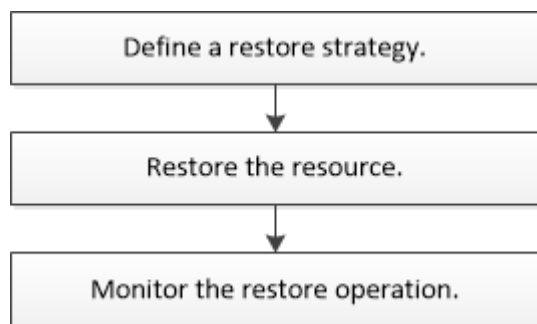 Define a restore strategy.
Restore the resource.
Monitor the restore operation.